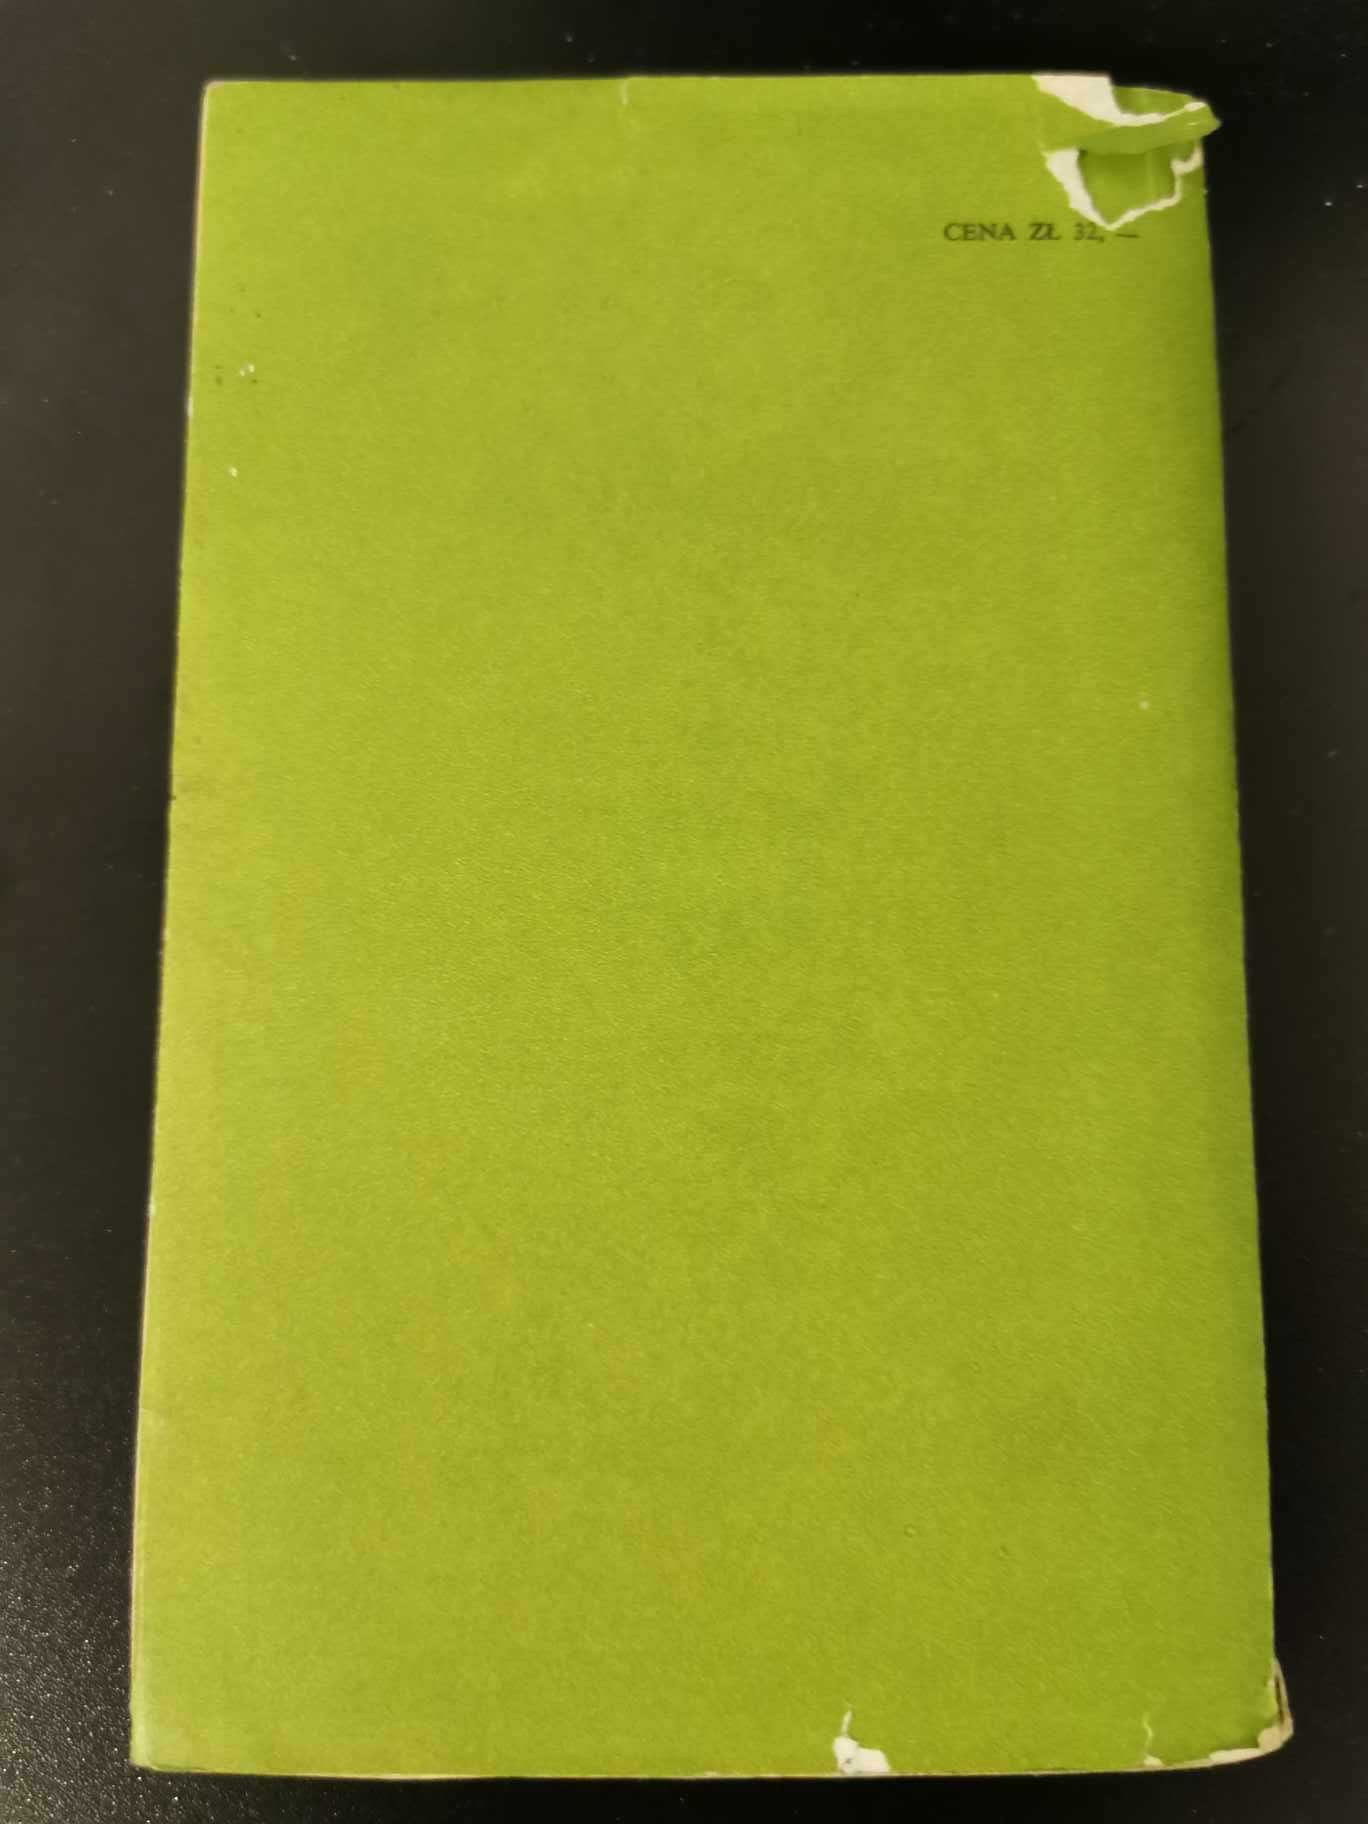 CENA ZŁ 32, —